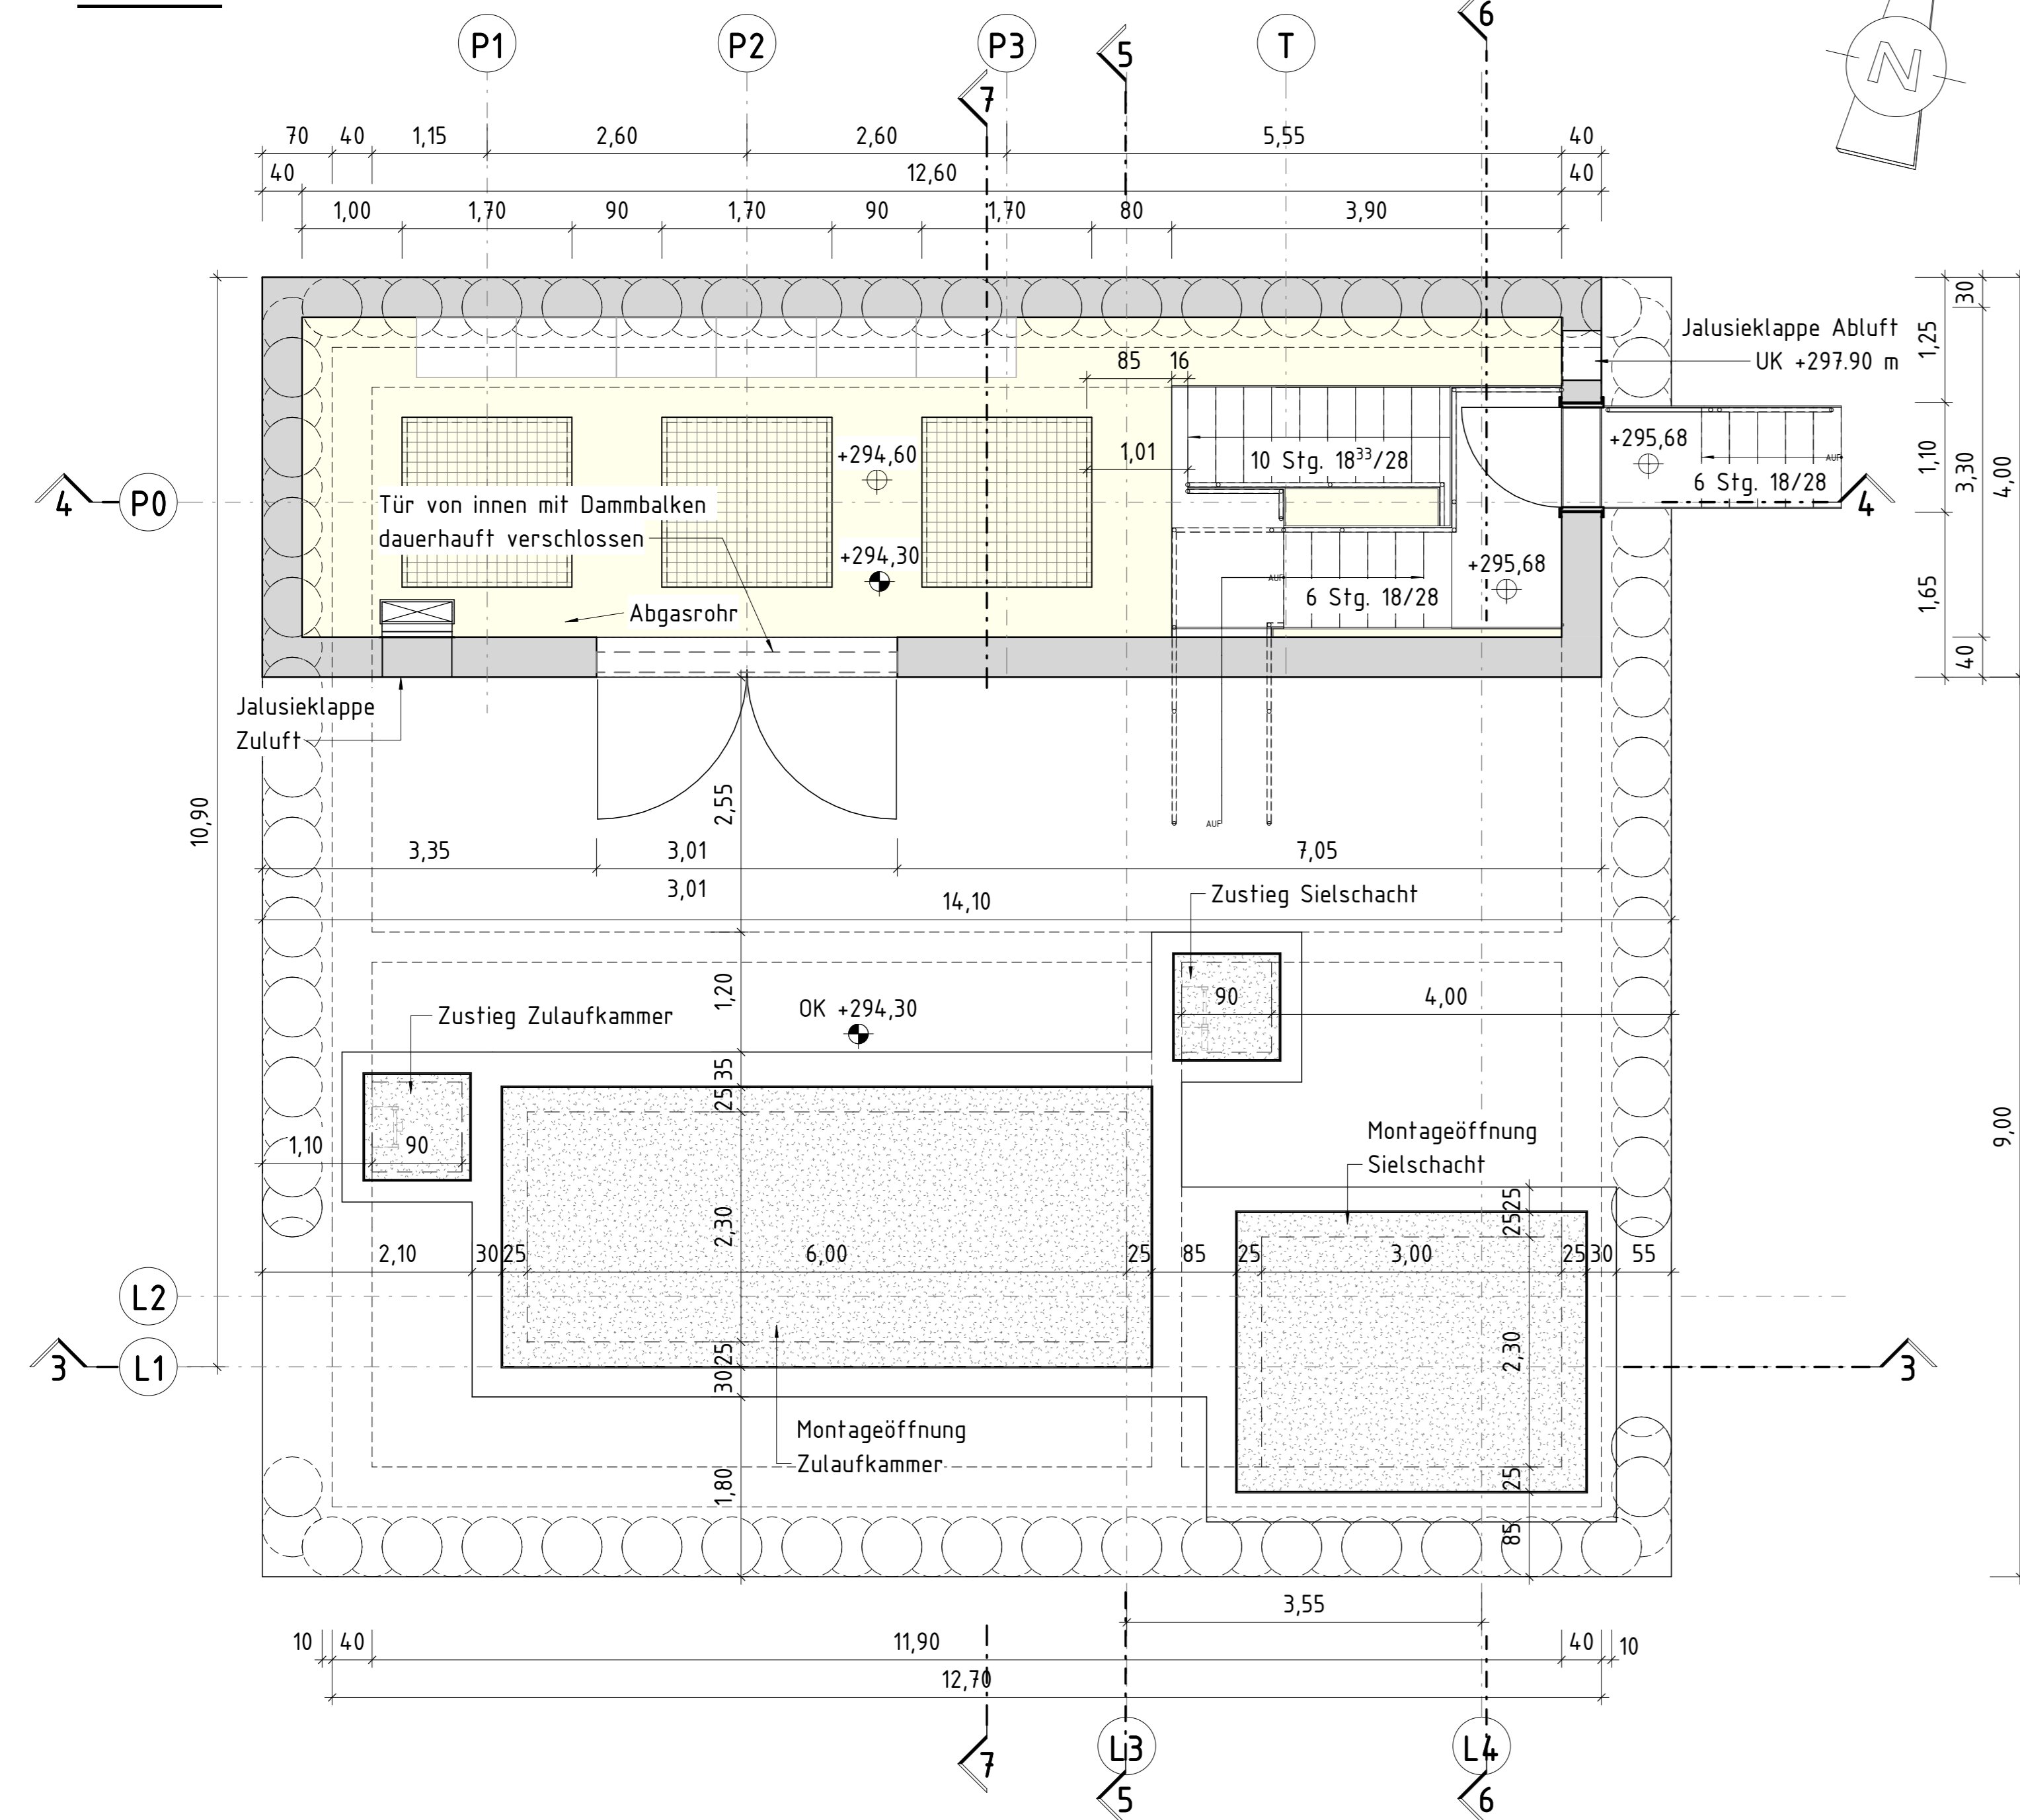 P1
P2
P3
T
5
6
7
N
70
40
1,15
2,60
2,60
5,55
40
40
12,60
40
1,00
1,70
90
1,70
90
1,70
80
3,90
30
1,25
Jalusieklappe Abluft
UK +297.90 m
85
16
+294,60
1,01
10 Stg. 18³³/28
+295,68
AUF
6 Stg. 18/28
1,10
3,30
4,00
4
P0
4
Tür von innen mit Dammbalken
dauerhauft verschlossen
+294,30
+295,68
AUF
6 Stg. 18/28
1,65
Abgasrohr
40
Jalusieklappe
Zuluft
10,90
2,55
AUF
3,35
3,01
7,05
3,01
14,10
Zustieg Sielschacht
1,20
90
4,00
OK +294,30
Zustieg Zulaufkammer
35
25
1,10
90
Montageöffnung
Sielschacht
9,00
25
25
2,30
2,10
30
25
6,00
25
85
25
3,00
25
30
55
L2
L1
3
3
2,30
25
30
Montageöffnung
Zulaufkammer
1,80
25
85
3,55
10
40
11,90
40
10
12,70
7
L3
5
L4
6